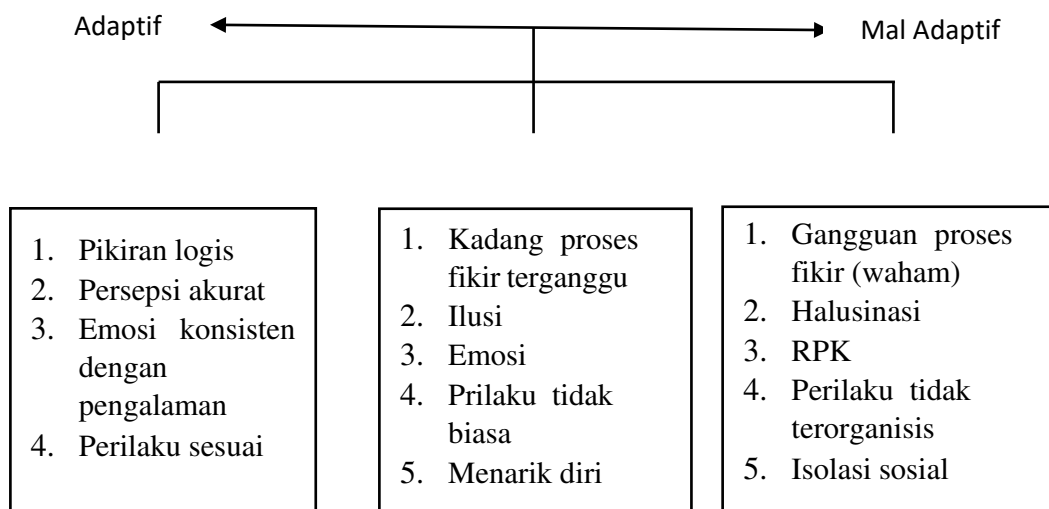 Adaptif
Mal Adaptif
1. Pikiran logis
2. Persepsi akurat
3. Emosi konsisten
dengan
pengalaman
4. Perilaku sesuai
1. Kadang proses
fikir terganggu
2. Ilusi
3. Emosi
4. Prilaku tidak
biasa
5. Menarik diri
1. Gangguan proses
fikir (waham)
2. Halusinasi
3. RPK
4. Perilaku tidak
terorganisis
5. Isolasi sosial